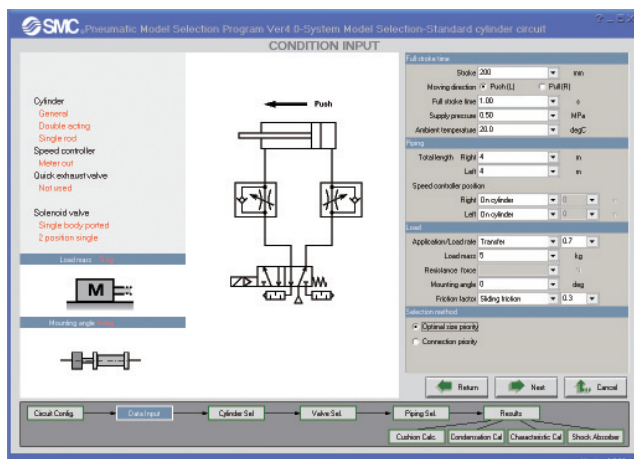 SMC Pneumatic Model Selection Program Ver4.0-System Model Selection-Standard cylinder circuit
CONDITION INPUT
Cylinder
General
Double acting
Single rod
Speed controller
Meter out
Quick exhaust valve
Not used
Solenoid valve
Single body ported
2 position single
Load mass
M
Mounting angle
Push
Full stroke time
Stroke 200 mm
Moving direction Push(L) Pull(R)
Full stroke time 1.00 s
Supply pressure 0.50 MPa
Ambient temperature 20.0 degC
Piping
Total length Right 4 m
Left 4 m
Speed controller position
Right On cylinder 0
Left On cylinder 0
Load
Application/Load rate Transfer 0.7
Load mass 5 kg
Resistance force
Mounting angle 0 deg
Friction factor Sliding friction 0.3
Selection method
Optimal size priority
Connection priority
Return Next Cancel
Circuit Config. Data Input Cylinder Sel Valve Sel. Piping Sel. Results
Cushion Calc. Condensation Cal Characteristic Cal Shock Absorber